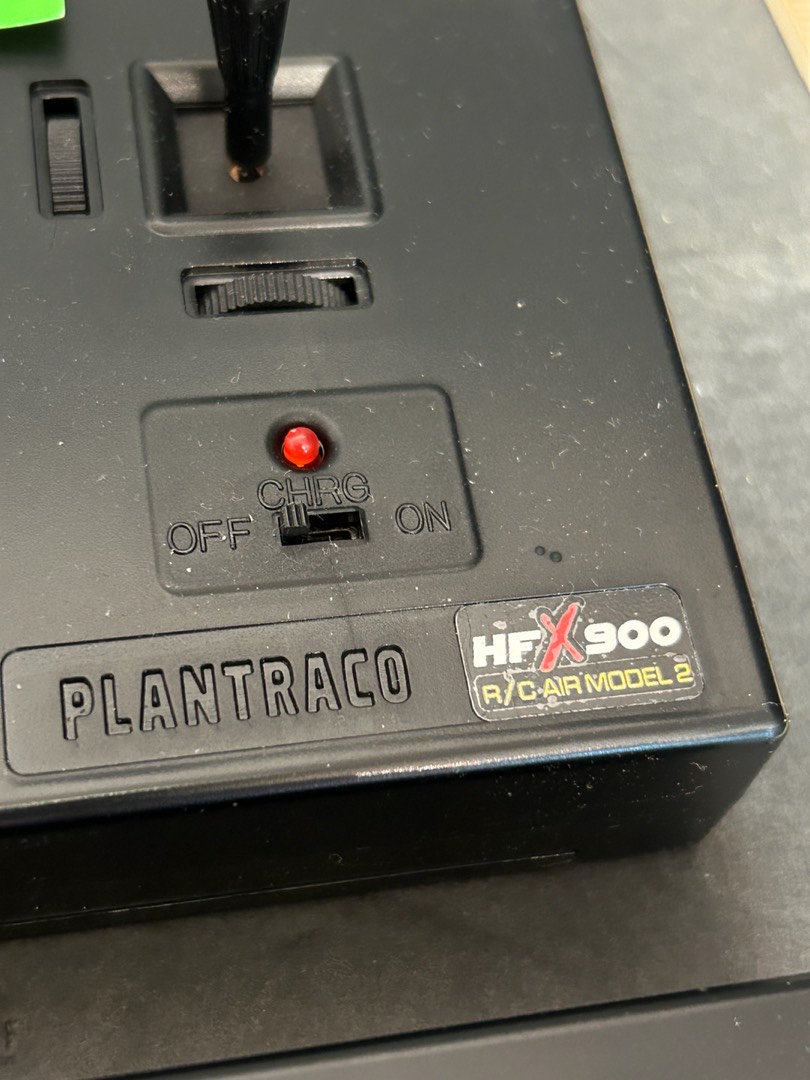 CHRG
OFF
ON
PLANTRACO
HFX900
R/C AIR MODEL 2